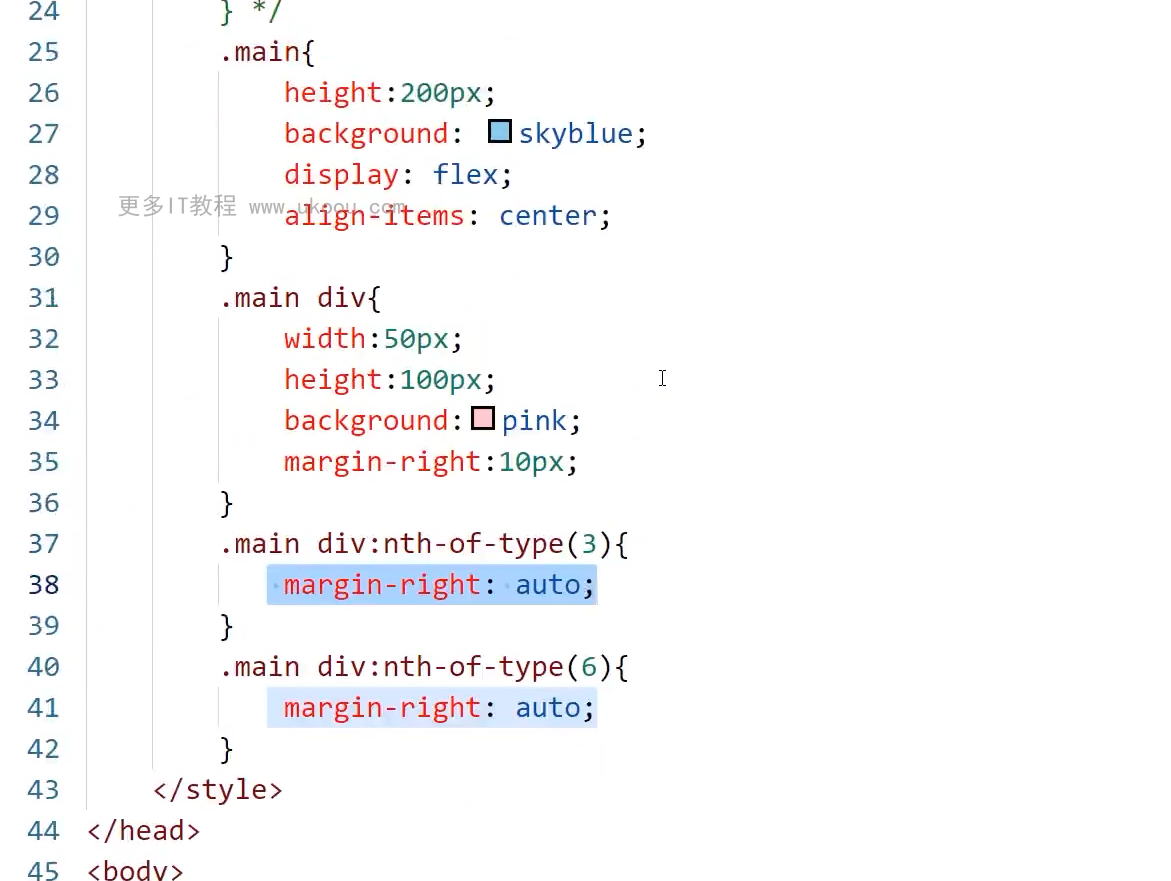 24 } */
25 .main{
26 height:200px;
27 background: skyblue;
28 display: flex;
更多IT教程 www.ukoou.com
29 align-items: center;
30 }
31 .main div{
32 width:50px;
33 height:100px;
34 background:pink;
35 margin-right:10px;
36 }
37 .main div:nth-of-type(3){
38 margin-right: auto;
39 }
40 .main div:nth-of-type(6){
41 margin-right: auto;
42 }
43 </style>
44 </head>
45 <body>